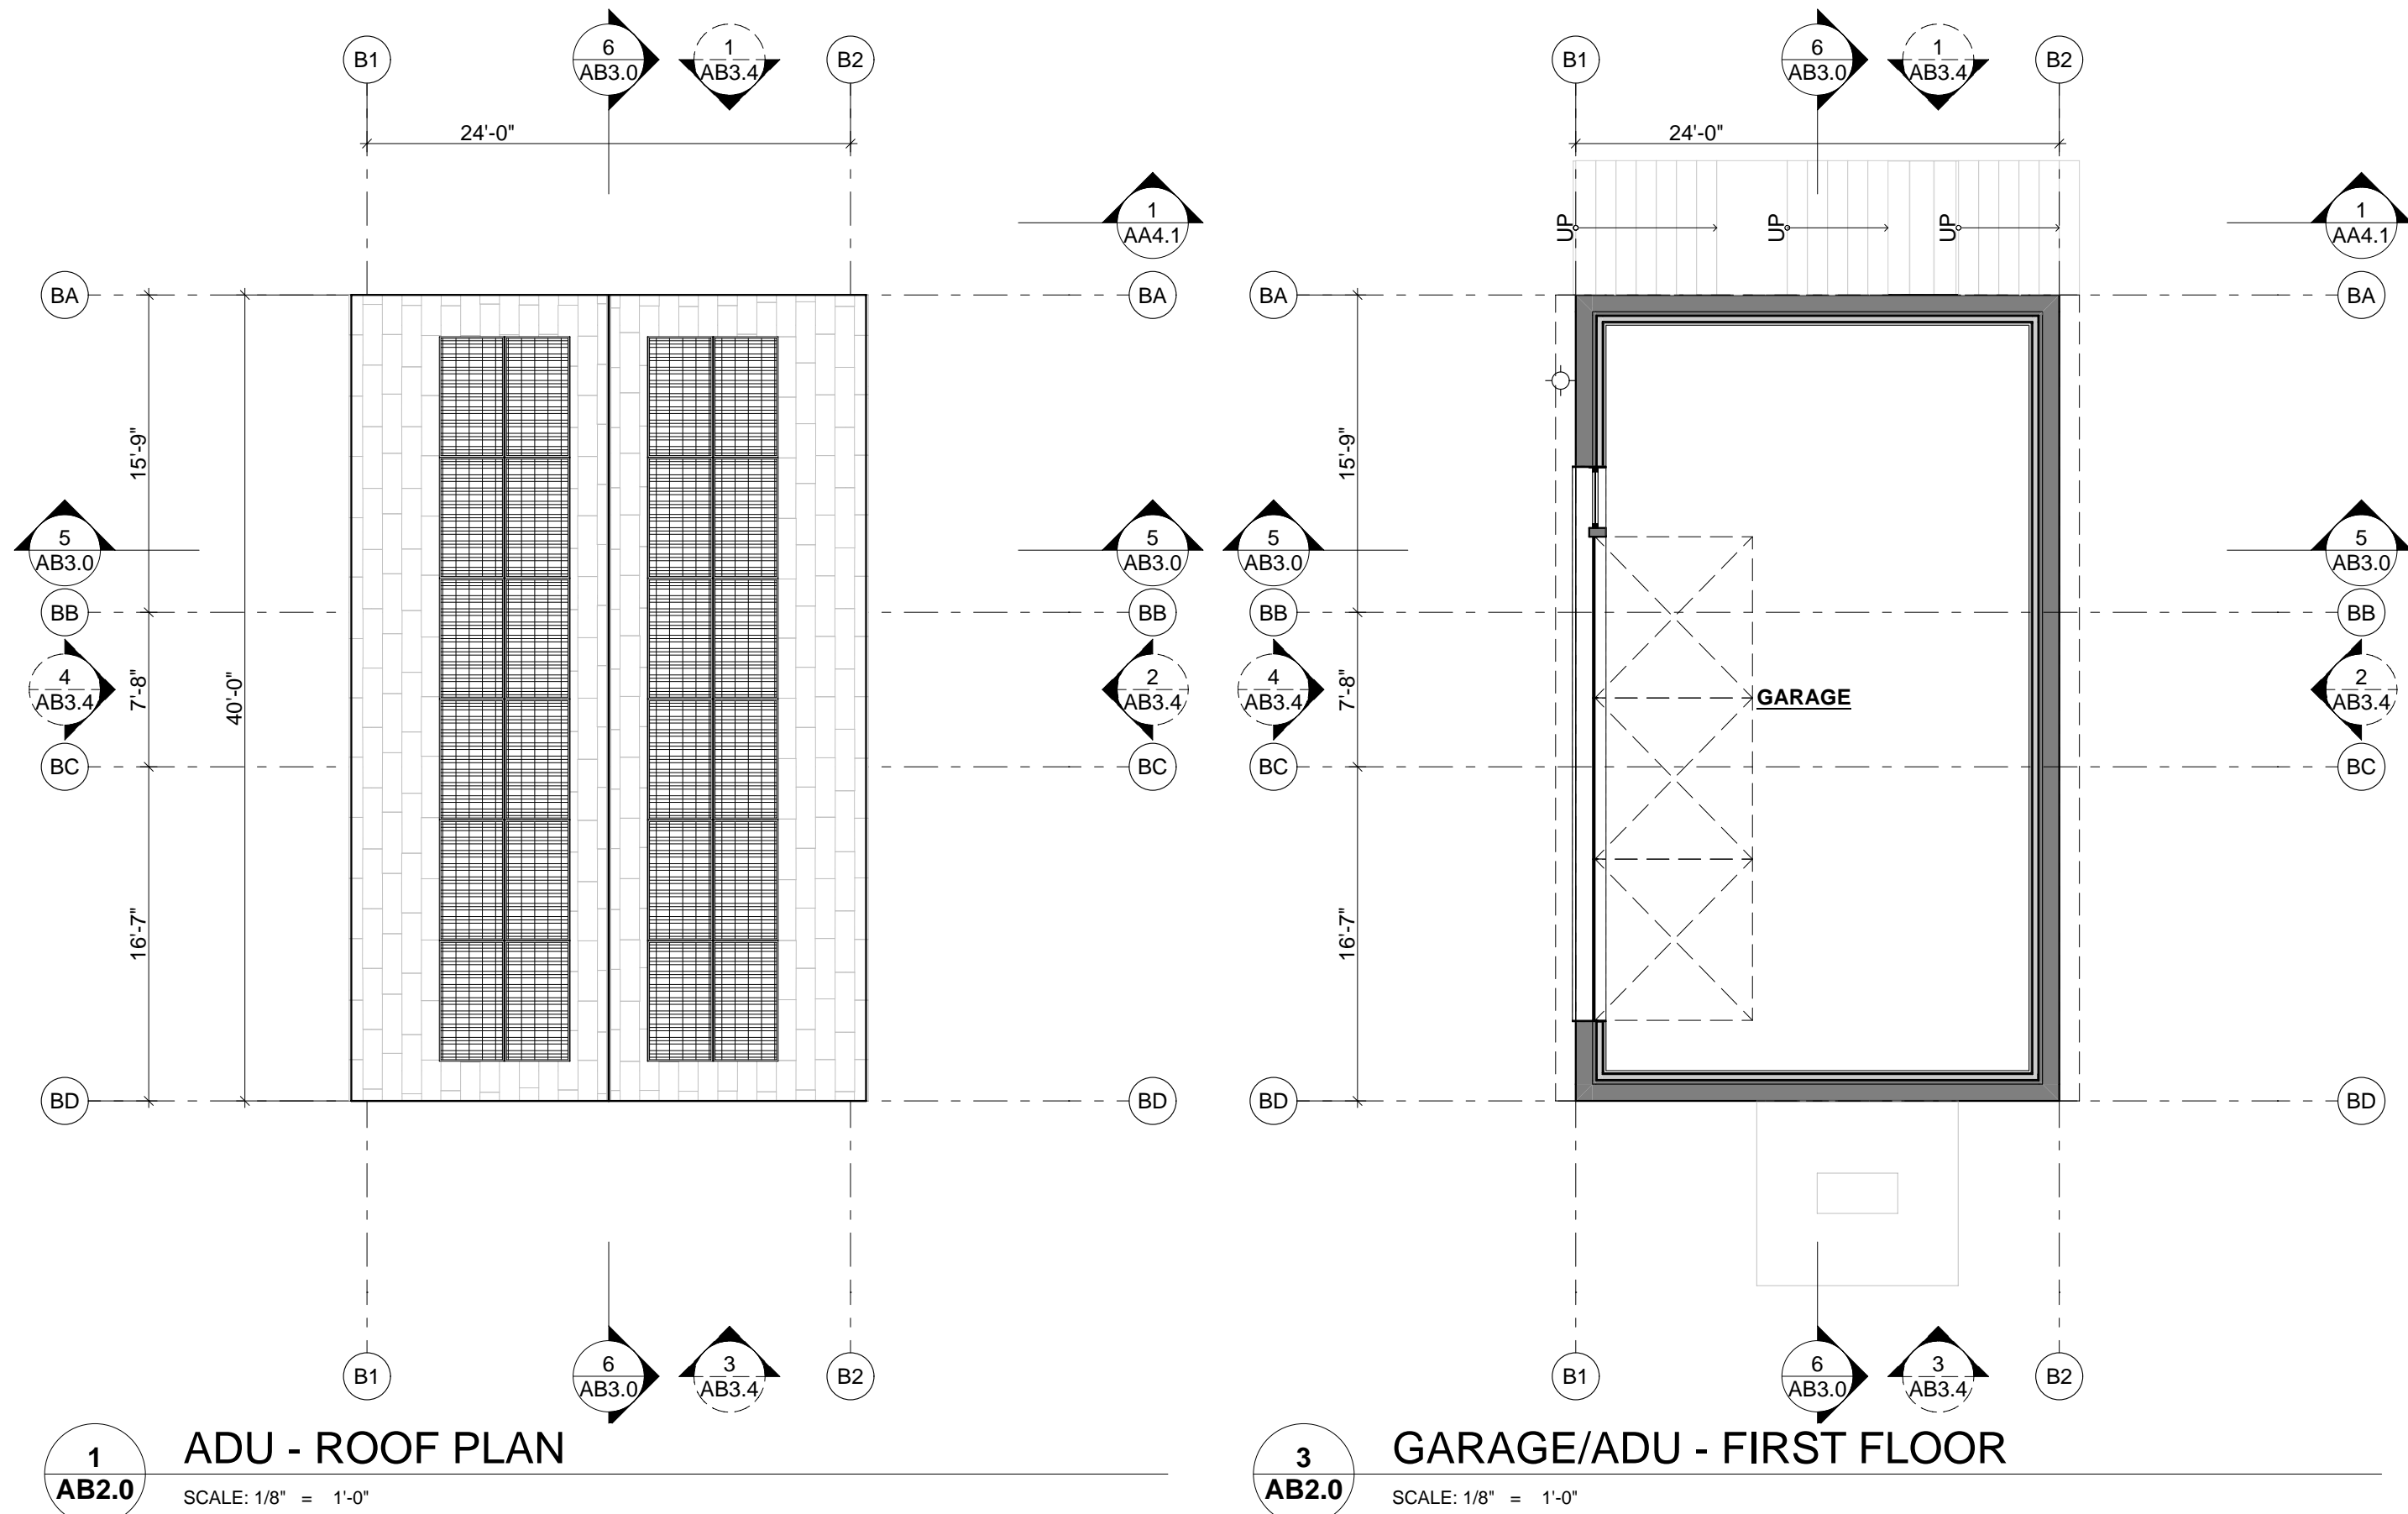 B1
6
AB3.0
1
AB3.4
B2
24'-0"
1
AA4.1
BA
BA
15'-9"
5
AB3.0
5
AB3.0
BB
BB
4
AB3.4
7'-8"
40'-0"
2
AB3.4
BC
BC
16'-7"
BD
BD
B1
6
AB3.0
3
AB3.4
B2
1
AB2.0
ADU - ROOF PLAN
SCALE: 1/8" = 1'-0"
B1
6
AB3.0
1
AB3.4
B2
24'-0"
UP
UP
UP
1
AA4.1
BA
BA
15'-9"
5
AB3.0
5
AB3.0
BB
BB
4
AB3.4
7'-8"
GARAGE
2
AB3.4
BC
BC
16'-7"
BD
BD
B1
6
AB3.0
3
AB3.4
B2
3
AB2.0
GARAGE/ADU - FIRST FLOOR
SCALE: 1/8" = 1'-0"